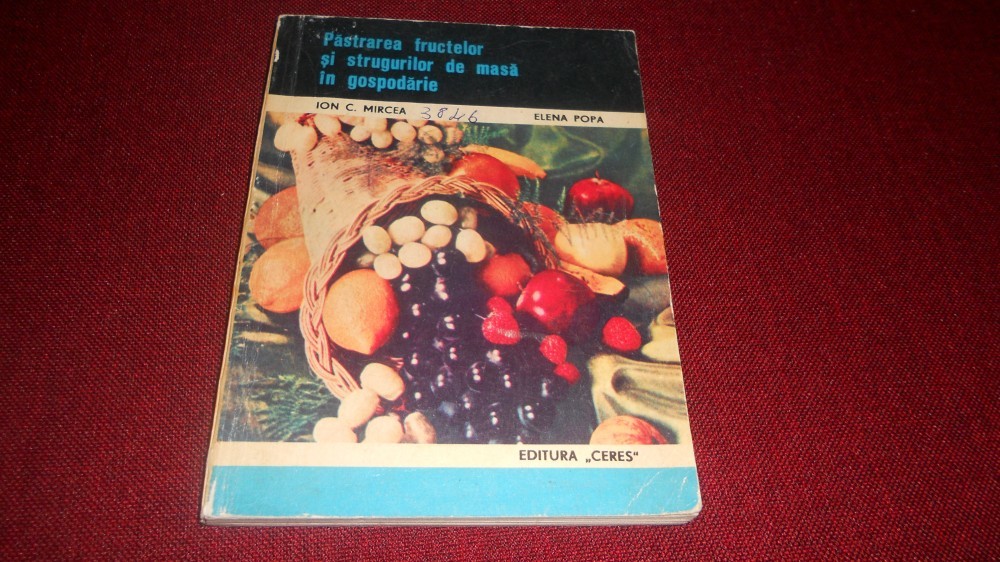 Păstrarea fructelor
și strugurilor de masă
în gospodărie
ION C. MIRCEA 3846 ELENA POPA
EDITURA „CERES"